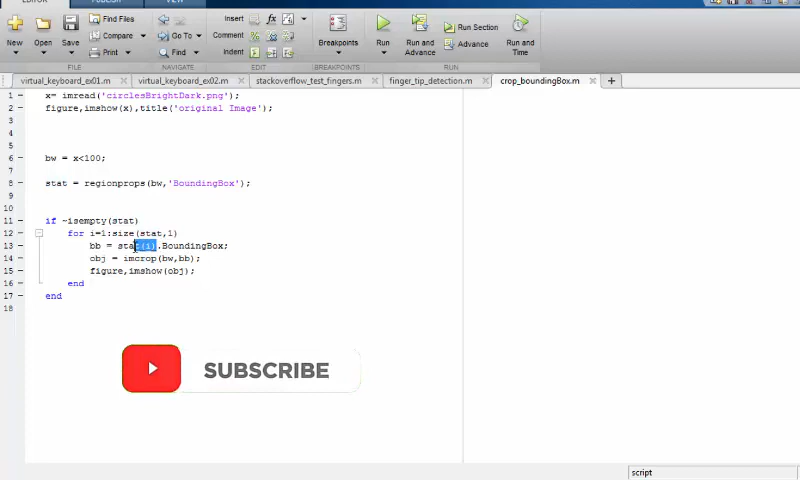 EDITOR PUBLISH VIEW
New Open Save Find Files Compare Print Go To Find Insert fx Comment Indent Breakpoints Run Run and Advance Run Section Advance Run and Time
FILE NAVIGATE EDIT BREAKPOINTS RUN
virtual_keyboard_ex01.m virtual_keyboard_ex02.m stackoverflow_test_fingers.m finger_tip_detection.m crop_boundingBox.m
1 x= imread('circlesBrightDark.png');
2 figure,imshow(x),title('original Image');
3
4
5
6 bw = x<100;
7
8 stat = regionprops(bw,'BoundingBox');
9
10
11 if ~isempty(stat)
12 for i=1:size(stat,1)
13 bb = stat(i).BoundingBox;
14 obj = imcrop(bw,bb);
15 figure,imshow(obj);
16 end
17 end
18
SUBSCRIBE
script